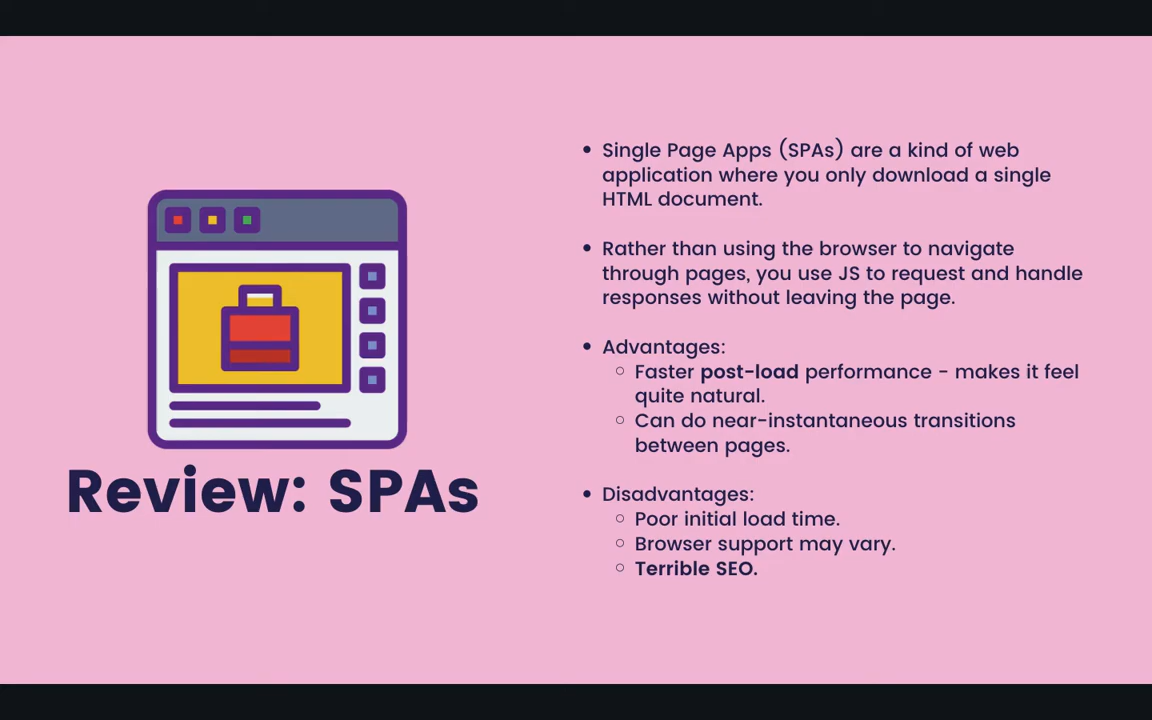 Review: SPAs
• Single Page Apps (SPAs) are a kind of web
application where you only download a single
HTML document.
• Rather than using the browser to navigate
through pages, you use JS to request and handle
responses without leaving the page.
• Advantages:
○ Faster post-load performance - makes it feel
quite natural.
○ Can do near-instantaneous transitions
between pages.
• Disadvantages:
○ Poor initial load time.
○ Browser support may vary.
○ Terrible SEO.